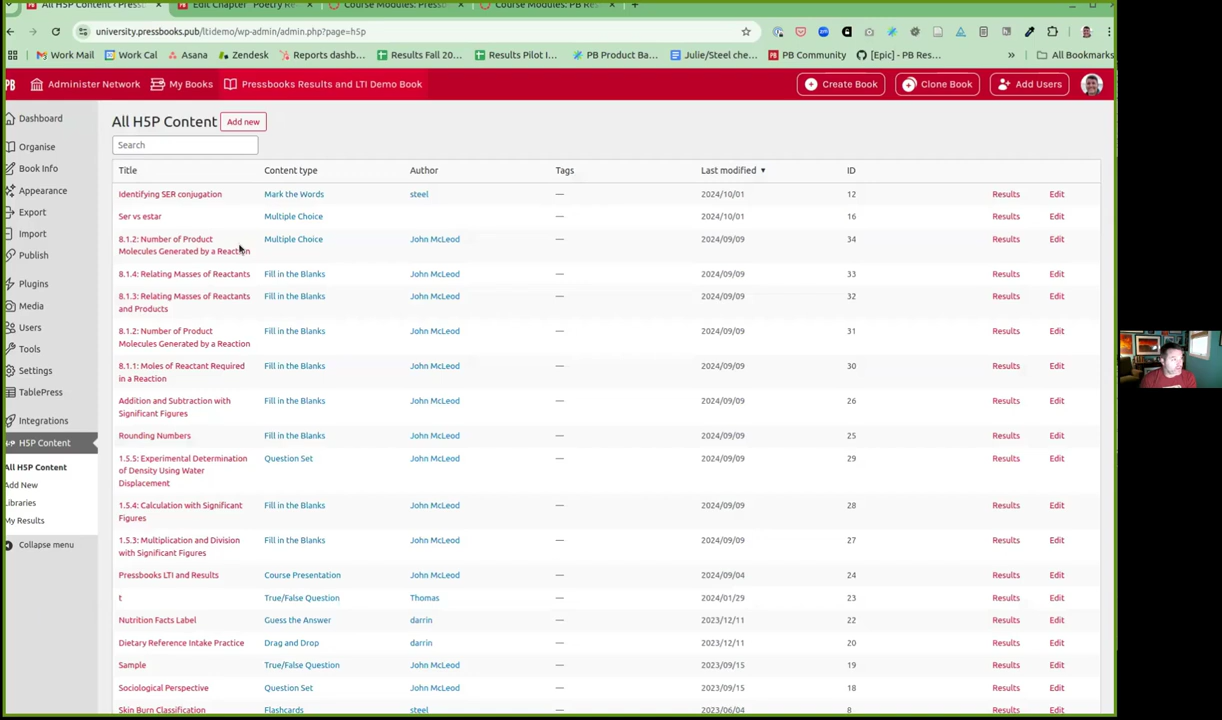 All H5P Content ‹ Pressb
Edit Chapter "Poetry Re
Course Modules: Pressb
Course Modules: PB Res
university.pressbooks.pub/ltidemo/wp-admin/admin.php?page=h5p
Work Mail
Work Cal
Asana
Zendesk
Reports dashb...
Results Fall 20...
Results Pilot I...
PB Product Ba...
Julie/Steel che...
PB Community
[Epic] - PB Res...
»
All Bookmarks
PB
Administer Network
My Books
Pressbooks Results and LTI Demo Book
Create Book
Clone Book
Add Users
Dashboard
Organise
Book Info
Appearance
Export
Import
Publish
Plugins
Media
Users
Tools
Settings
TablePress
Integrations
H5P Content
All H5P Content
Add New
Libraries
My Results
Collapse menu
All H5P Content Add new
Search
Title Content type Author Tags Last modified ▼ ID
Identifying SER conjugation Mark the Words steel — 2024/10/01 12 Results Edit
Ser vs estar Multiple Choice — 2024/10/01 16 Results Edit
8.1.2: Number of Product Multiple Choice John McLeod — 2024/09/09 34 Results Edit
Molecules Generated by a Reaction
8.1.4: Relating Masses of Reactants Fill in the Blanks John McLeod — 2024/09/09 33 Results Edit
8.1.3: Relating Masses of Reactants Fill in the Blanks John McLeod — 2024/09/09 32 Results Edit
and Products
8.1.2: Number of Product Fill in the Blanks John McLeod — 2024/09/09 31 Results Edit
Molecules Generated by a Reaction
8.1.1: Moles of Reactant Required Fill in the Blanks John McLeod — 2024/09/09 30 Results Edit
in a Reaction
Addition and Subtraction with Fill in the Blanks John McLeod — 2024/09/09 26 Results Edit
Significant Figures
Rounding Numbers Fill in the Blanks John McLeod — 2024/09/09 25 Results Edit
1.5.5: Experimental Determination Question Set John McLeod — 2024/09/09 29 Results Edit
of Density Using Water
Displacement
1.5.4: Calculation with Significant Fill in the Blanks John McLeod — 2024/09/09 28 Results Edit
Figures
1.5.3: Multiplication and Division Fill in the Blanks John McLeod — 2024/09/09 27 Results Edit
with Significant Figures
Pressbooks LTI and Results Course Presentation John McLeod — 2024/09/04 24 Results Edit
t True/False Question Thomas — 2024/01/29 23 Results Edit
Nutrition Facts Label Guess the Answer darrin — 2023/12/11 22 Results Edit
Dietary Reference Intake Practice Drag and Drop darrin — 2023/12/11 20 Results Edit
Sample True/False Question John McLeod — 2023/09/15 19 Results Edit
Sociological Perspective Question Set John McLeod — 2023/09/15 18 Results Edit
Skin Burn Classification Flashcards steel — 2023/06/04 8 Results Edit